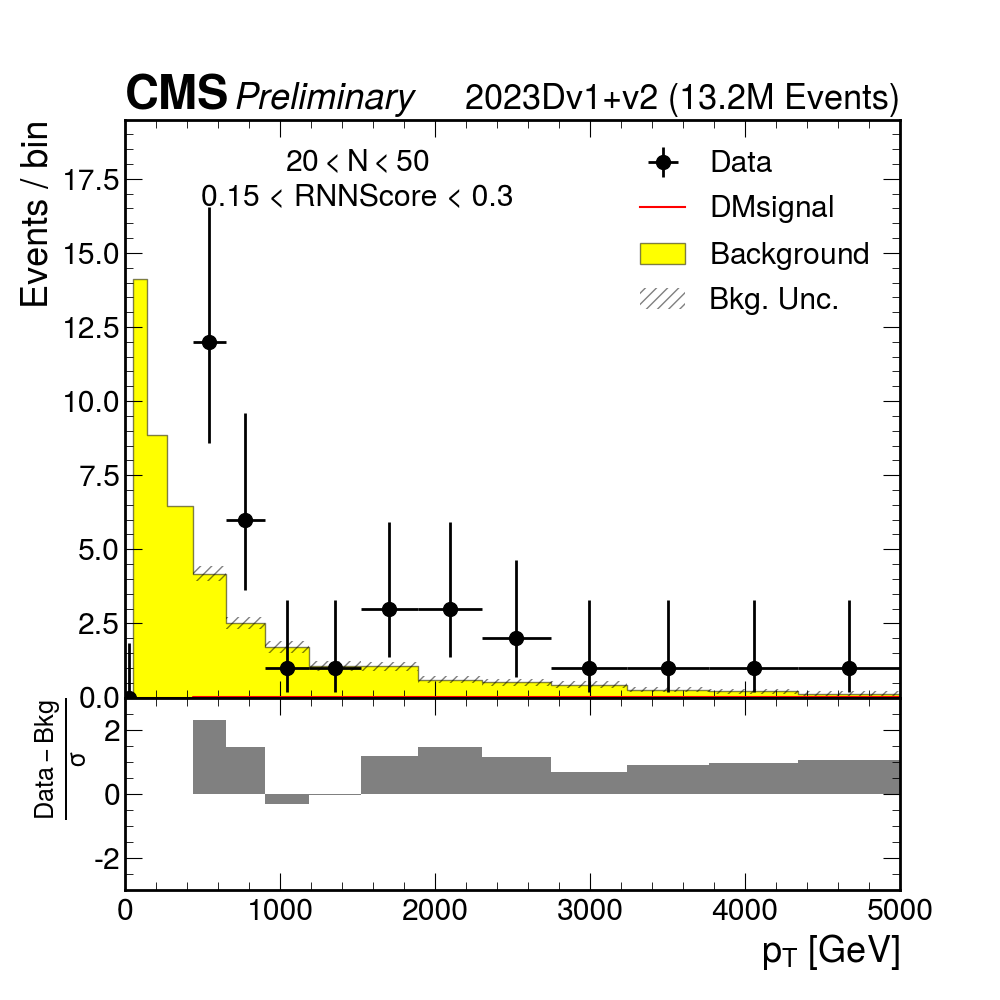 CMS Preliminary 2023Dv1+v2 (13.2M Events)
Events / bin
20 < N < 50
0.15 < RNNScore < 0.3
Data
DMsignal
Background
Bkg. Unc.
17.5
15.0
12.5
10.0
7.5
5.0
2.5
0.0
Data – Bkg
σ
2
0
-2
0 1000 2000 3000 4000 5000
pT [GeV]